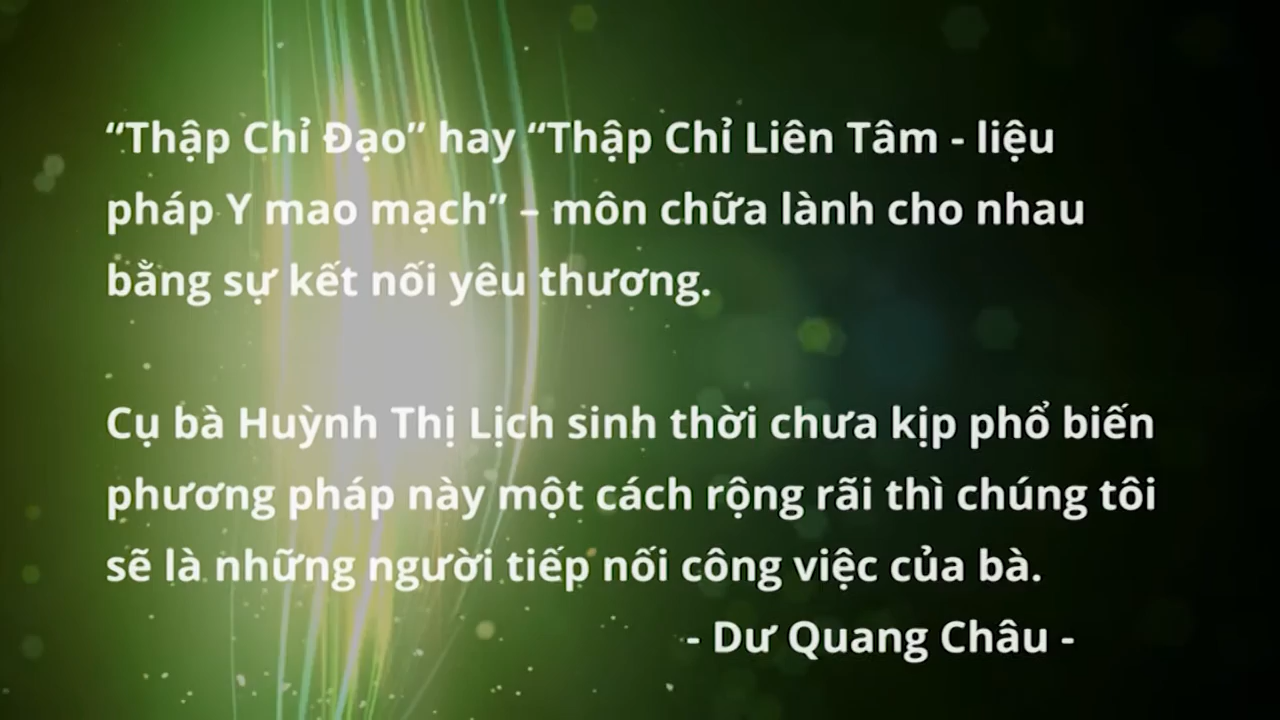 “Thập Chỉ Đạo” hay “Thập Chỉ Liên Tâm - liệu
pháp Y mao mạch” – môn chữa lành cho nhau
bằng sự kết nối yêu thương.
Cụ bà Huỳnh Thị Lịch sinh thời chưa kịp phổ biến
phương pháp này một cách rộng rãi thì chúng tôi
sẽ là những người tiếp nối công việc của bà.
- Dư Quang Châu -